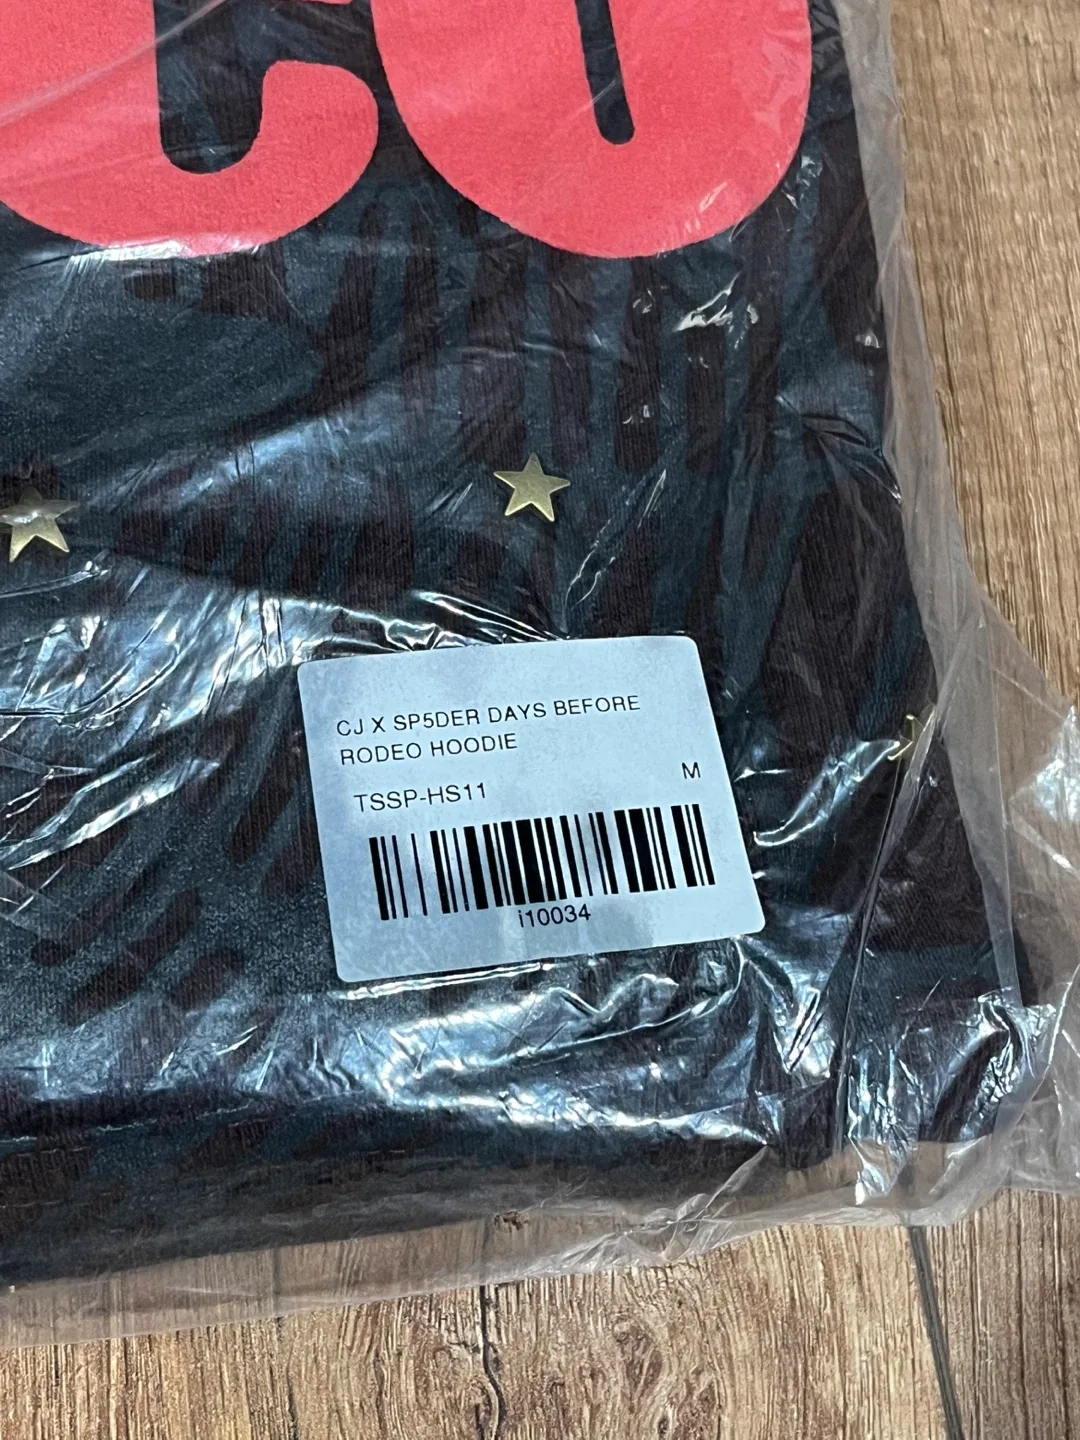 CJ X SP5DER DAYS BEFORE
RODEO HOODIE
M
TSSP-HS11
i10034